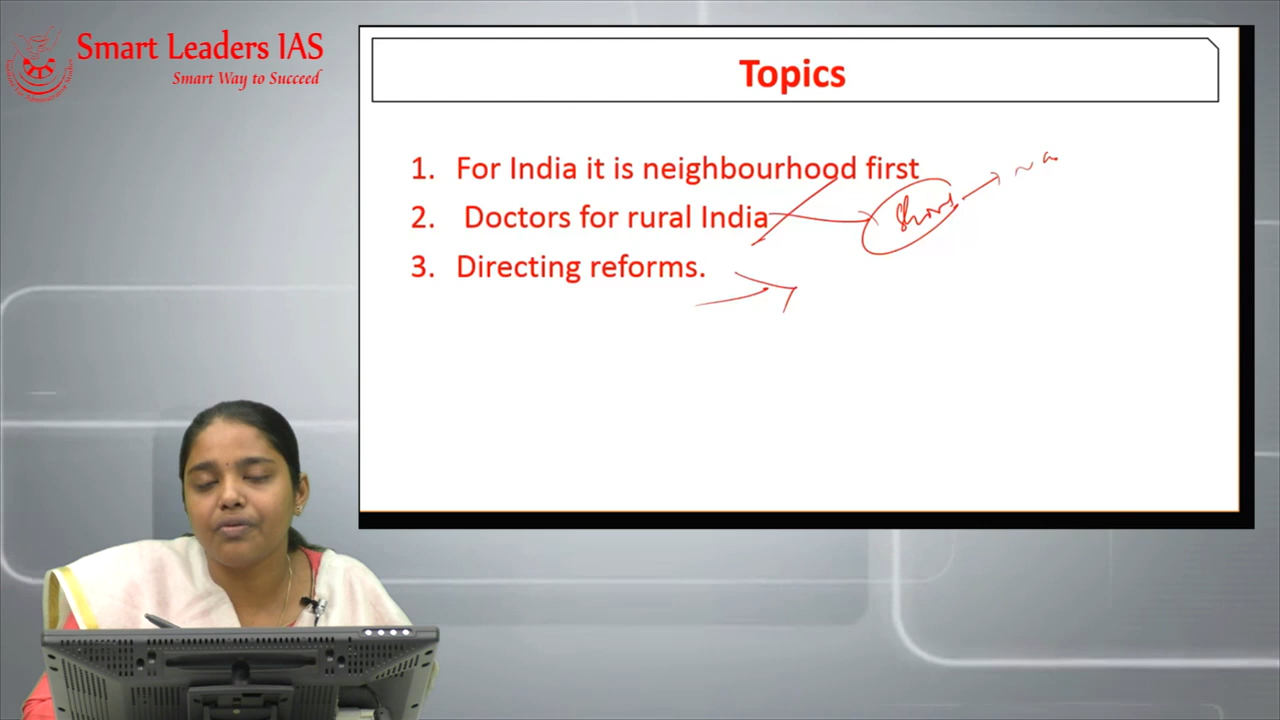 Smart Leaders IAS
Smart Way to Succeed
Topics
1. For India it is neighbourhood first
2. Doctors for rural India
3. Directing reforms.